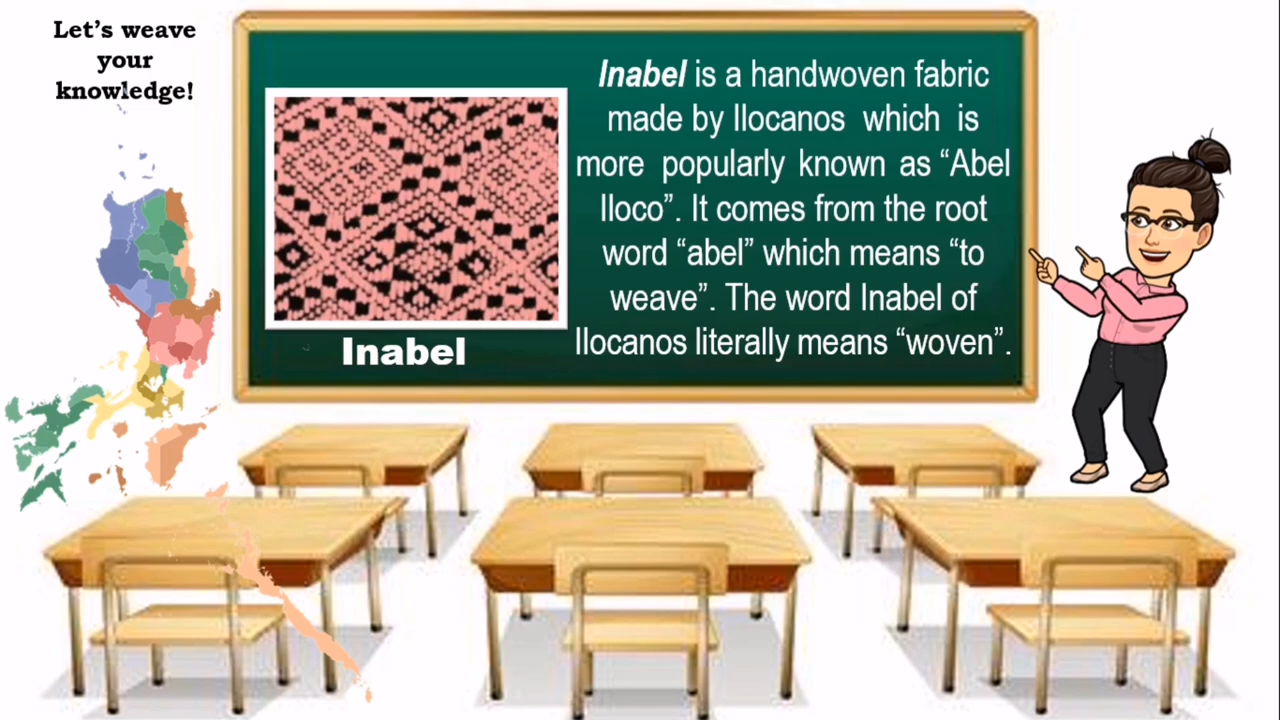 Let's weave
your
knowledge!
Inabel is a handwoven fabric
made by Ilocanos which is
more popularly known as “Abel
Iloco”. It comes from the root
word “abel” which means “to
weave”. The word Inabel of
Ilocanos literally means “woven”.
Inabel